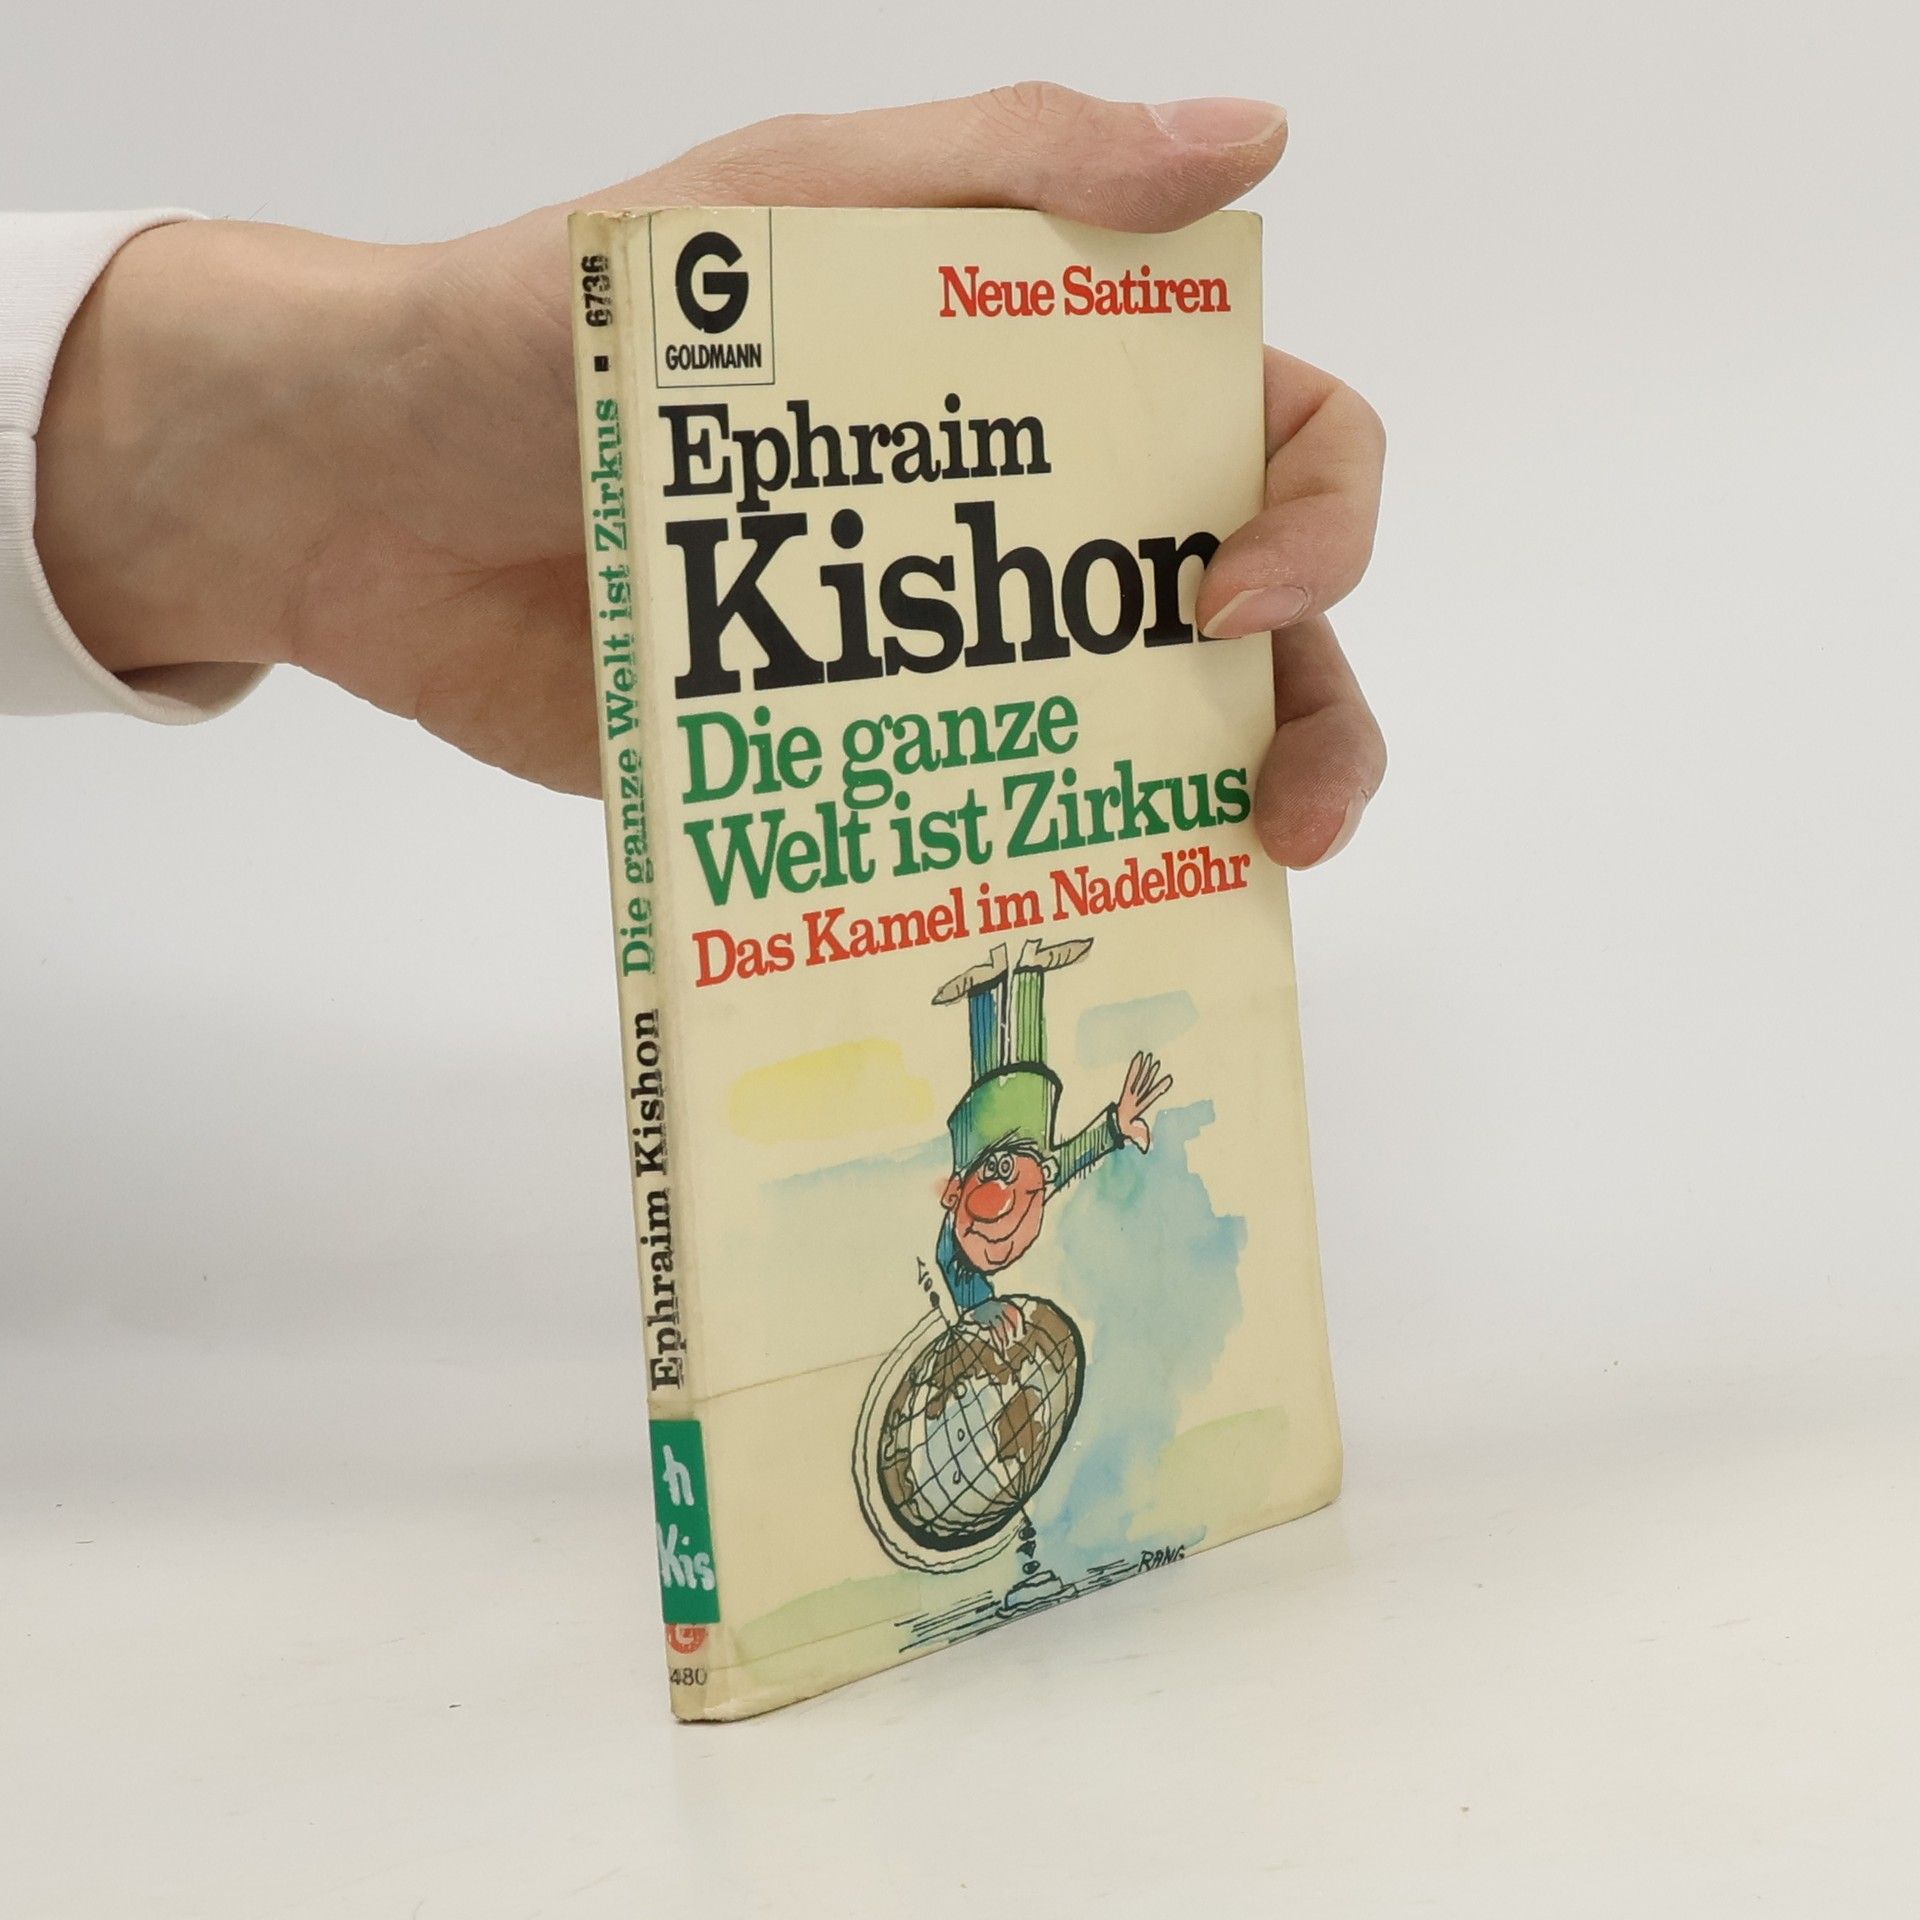 G
GOLDMANN
Neue Satiren
Ephraim
Kishon
Die ganze
Welt ist Zirkus
Das Kamel im Nadelöhr
RANG
Ephraim Kishon Die ganze Welt ist Zirkus ▪ 6736
h
Kis
G
480